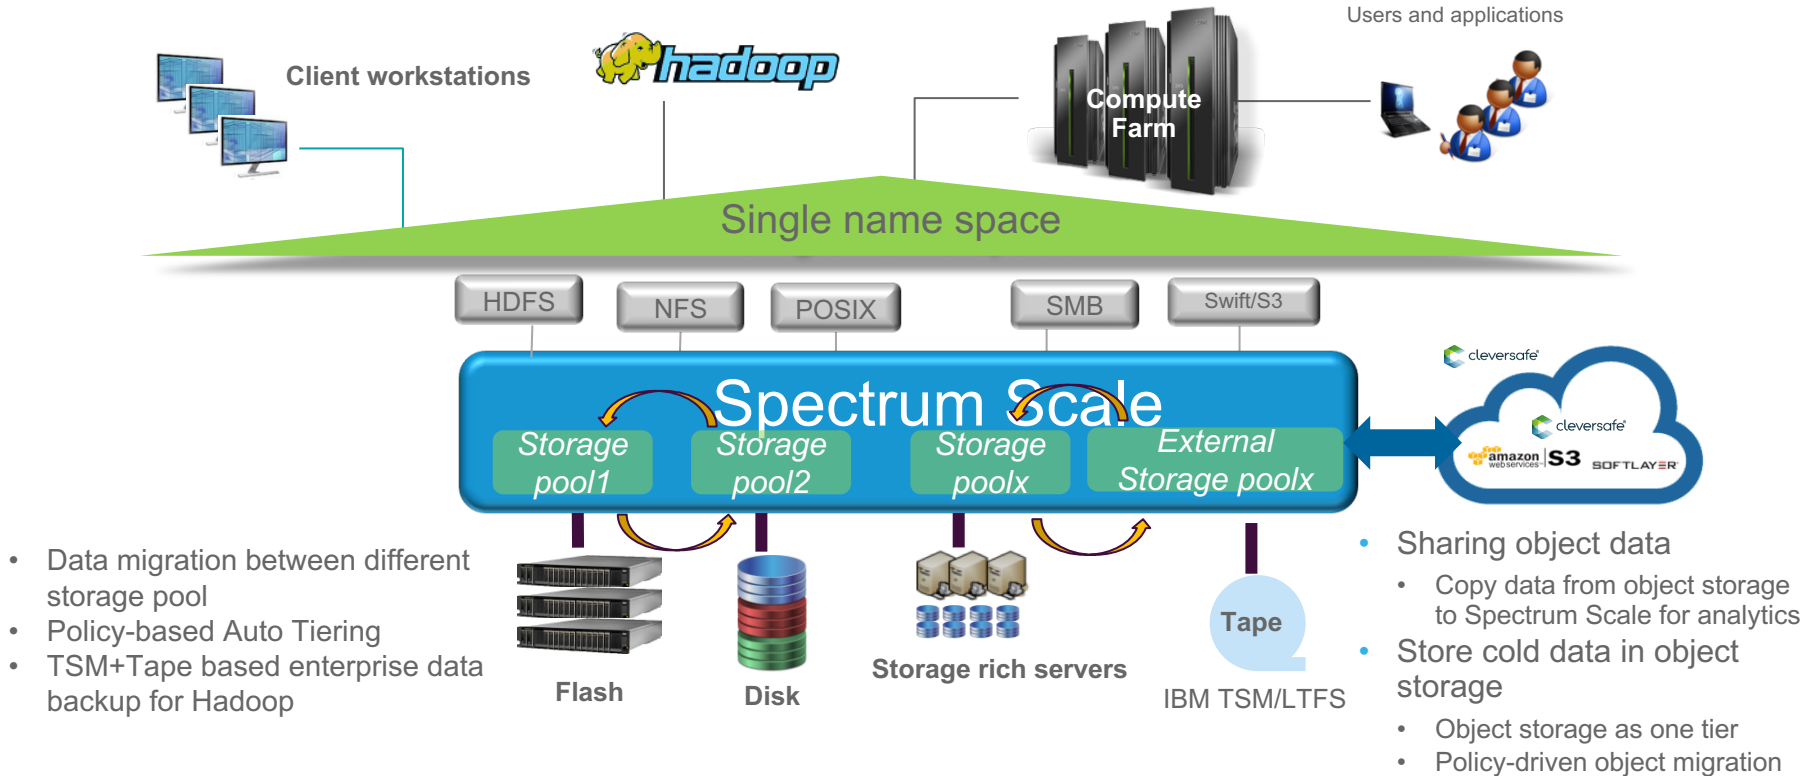 Users and applications
Client workstations
hadoop
Compute
Farm
Single name space
HDFS
NFS
POSIX
SMB
Swift/S3
Spectrum Scale
Storage
pool1
Storage
pool2
Storage
poolx
External
Storage poolx
cleversafe
cleversafe
amazon
webservices
S3
SOFTLAYER
• Data migration between different
storage pool
• Policy-based Auto Tiering
• TSM+Tape based enterprise data
backup for Hadoop
Flash
Disk
Storage rich servers
Tape
IBM TSM/LTFS
• Sharing object data
• Copy data from object storage
to Spectrum Scale for analytics
• Store cold data in object
storage
• Object storage as one tier
• Policy-driven object migration